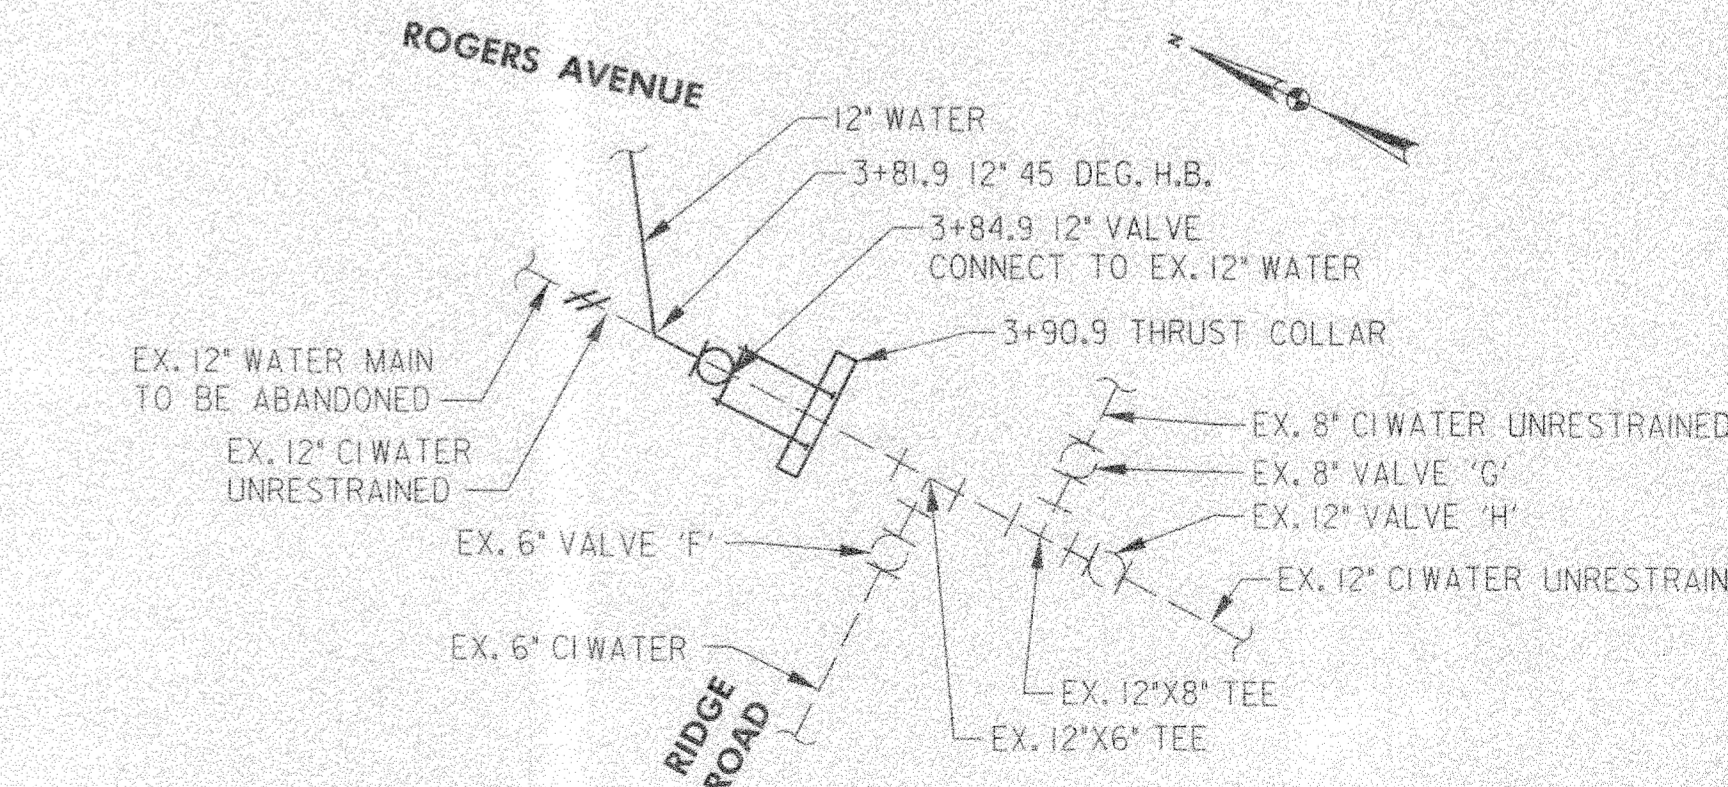 ROGERS AVENUE
N
12" WATER
3+81.9 12" 45 DEG. H.B.
3+84.9 12" VALVE
CONNECT TO EX. 12" WATER
3+90.9 THRUST COLLAR
EX. 12" WATER MAIN
TO BE ABANDONED
EX. 12" CI WATER
UNRESTRAINED
EX. 8" CI WATER UNRESTRAINED
EX. 8" VALVE 'G'
EX. 12" VALVE 'H'
EX. 6" VALVE 'F'
EX. 12" CI WATER UNRESTRAIN
EX. 6" CI WATER
EX. 12"X8" TEE
EX. 12"X6" TEE
RIDGE
ROAD